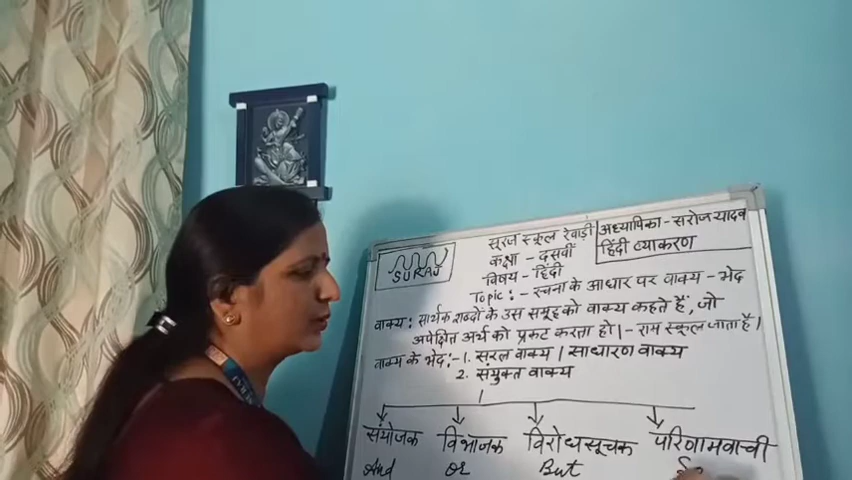 SURAJ
सूरज स्कूल रेवाड़ी
कक्षा - दसवीं
विषय - हिंदी
अध्यापिका - सरोज यादव
हिंदी व्याकरण
Topic :- रचना के आधार पर वाक्य - भेद
वाक्य : सार्थक शब्दों के उस समूह को वाक्य कहते हैं, जो
अपेक्षित अर्थ को प्रकट करता हो।- राम स्कूल जाता है।
वाक्य के भेद:- 1. सरल वाक्य / साधारण वाक्य
2. संयुक्त वाक्य
संयोजक विभाजक विरोधसूचक परिणामवाची
And or But